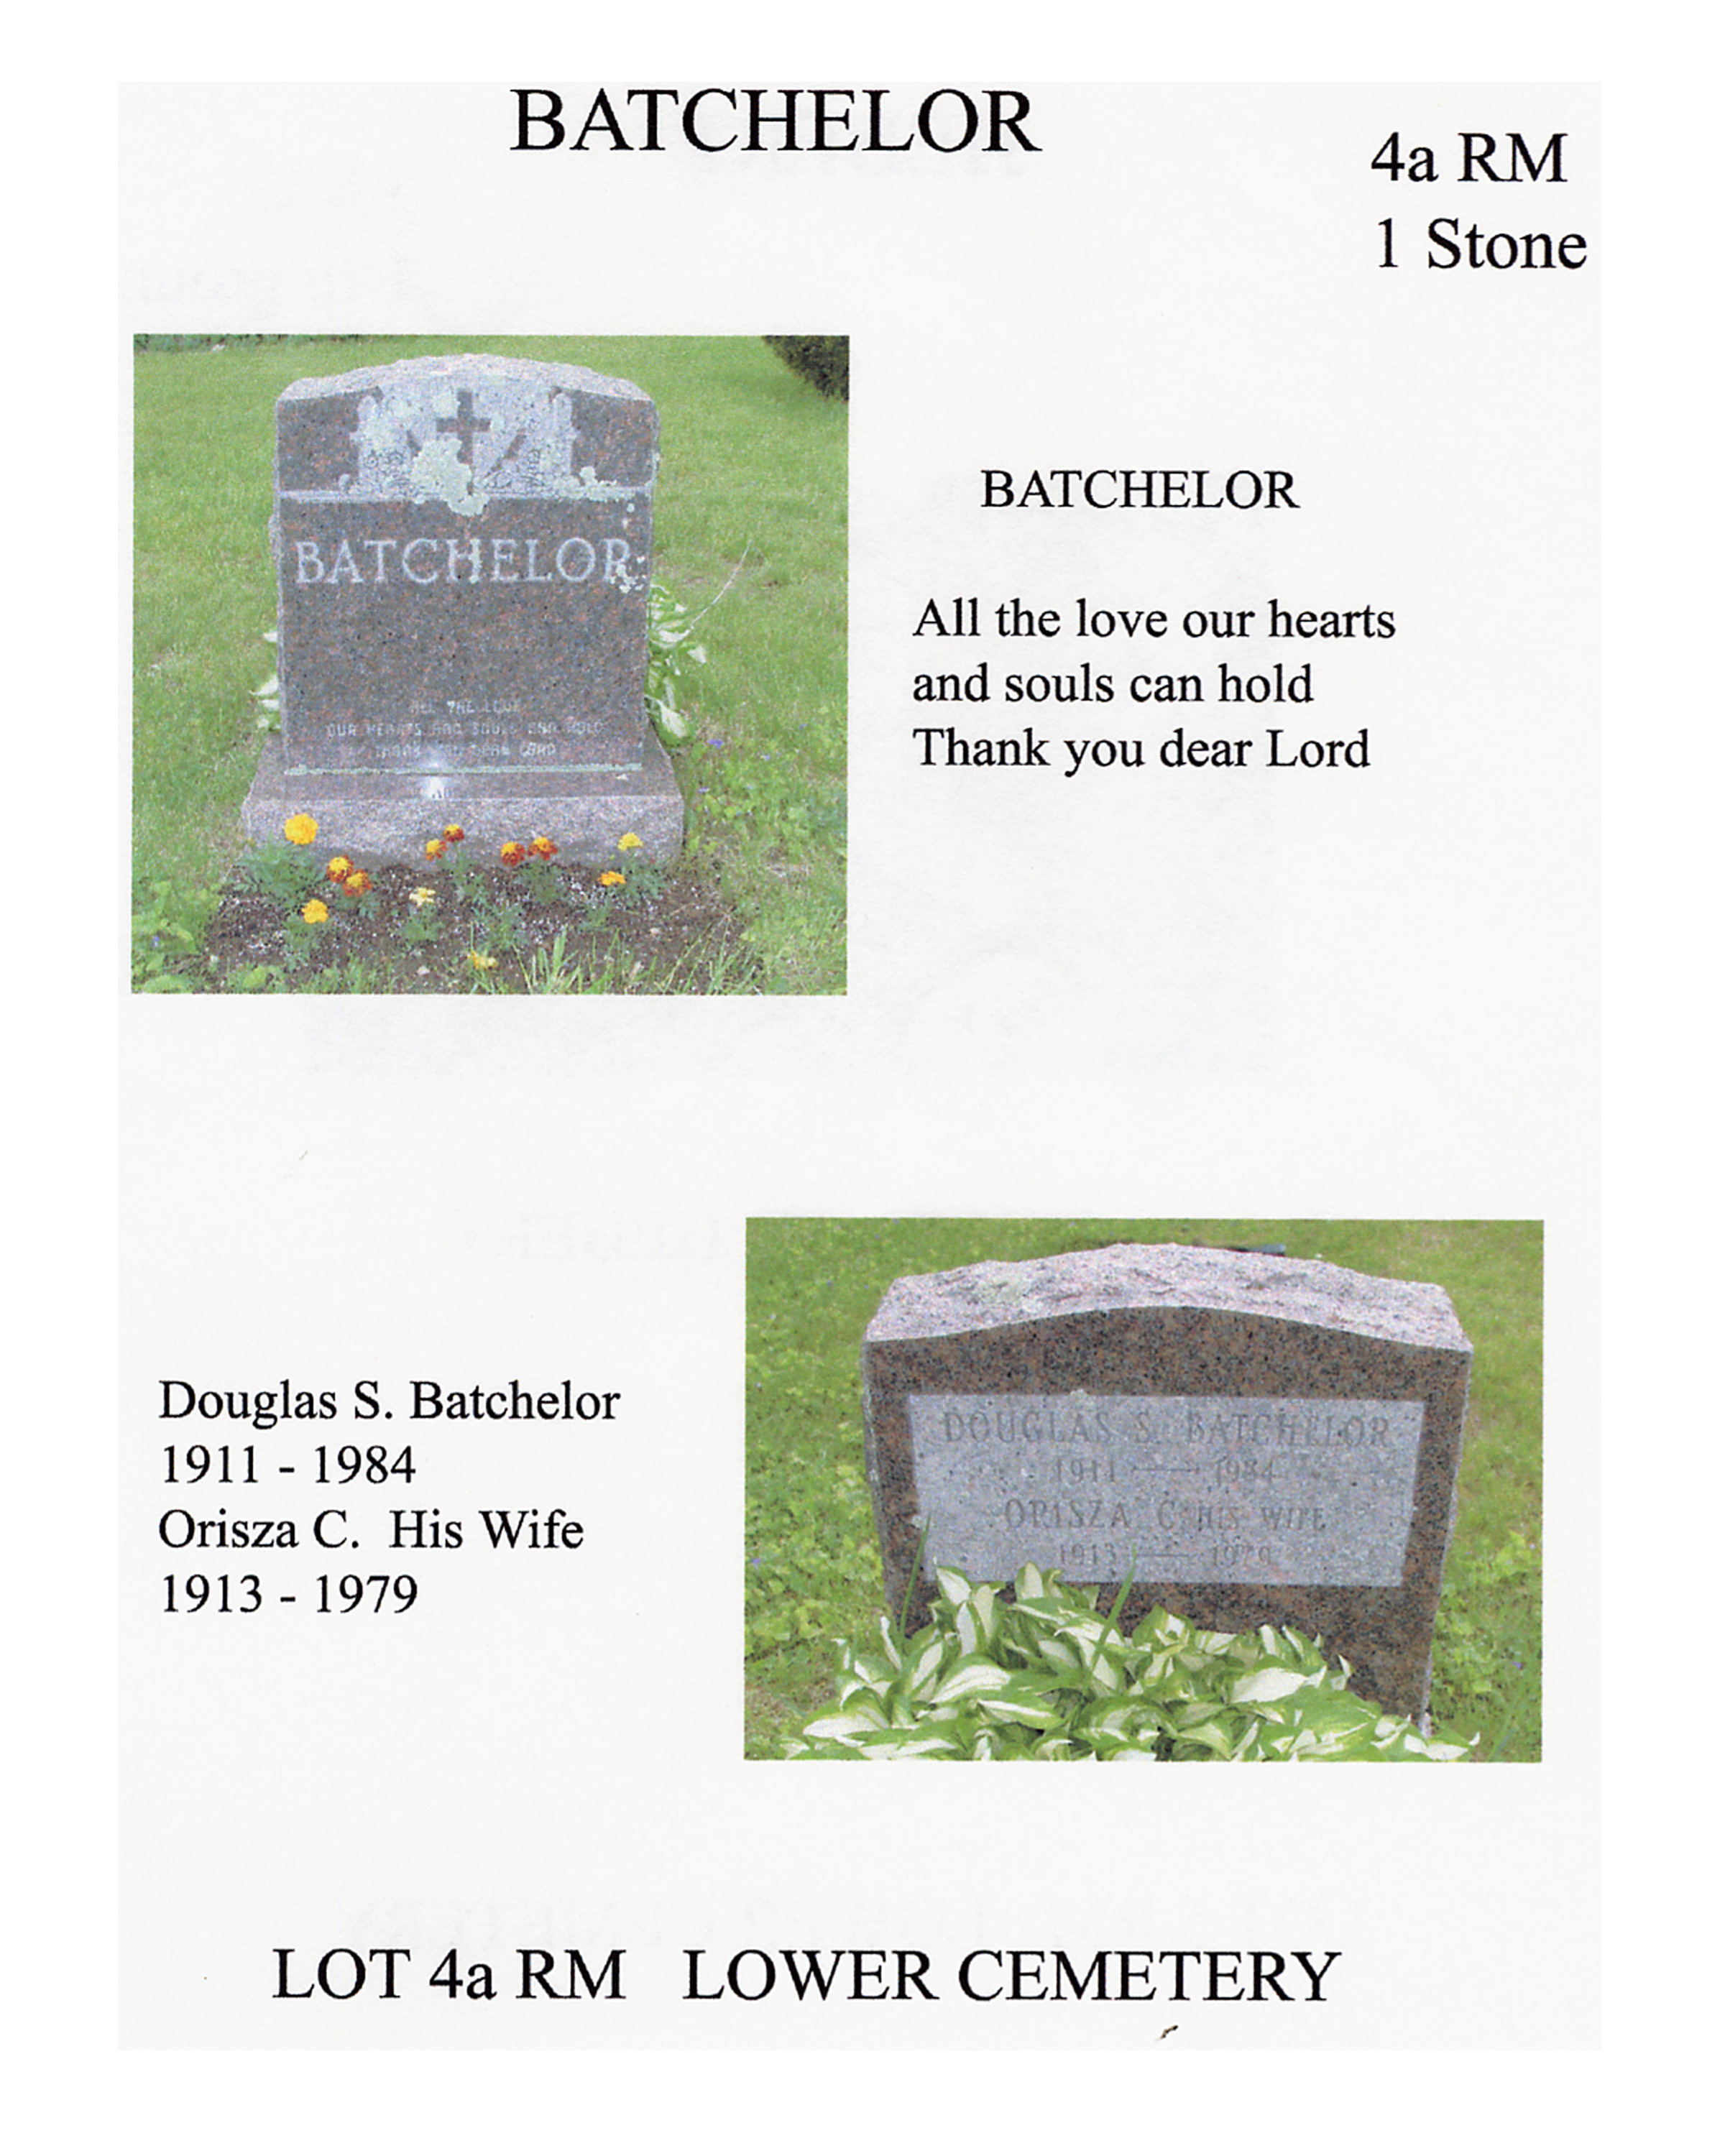 BATCHELOR
4a RM
1 Stone
BATCHELOR
ALL THE LOVE
OUR HEARTS AND SOULS CAN HOLD
THANK YOU DEAR LORD
BATCHELOR
All the love our hearts
and souls can hold
Thank you dear Lord
Douglas S. Batchelor
1911 - 1984
Orisza C. His Wife
1913 - 1979
DOUGLAS S. BATCHELOR
1911 — 1984
ORISZA C. HIS WIFE
1913 — 1979
LOT 4a RM LOWER CEMETERY